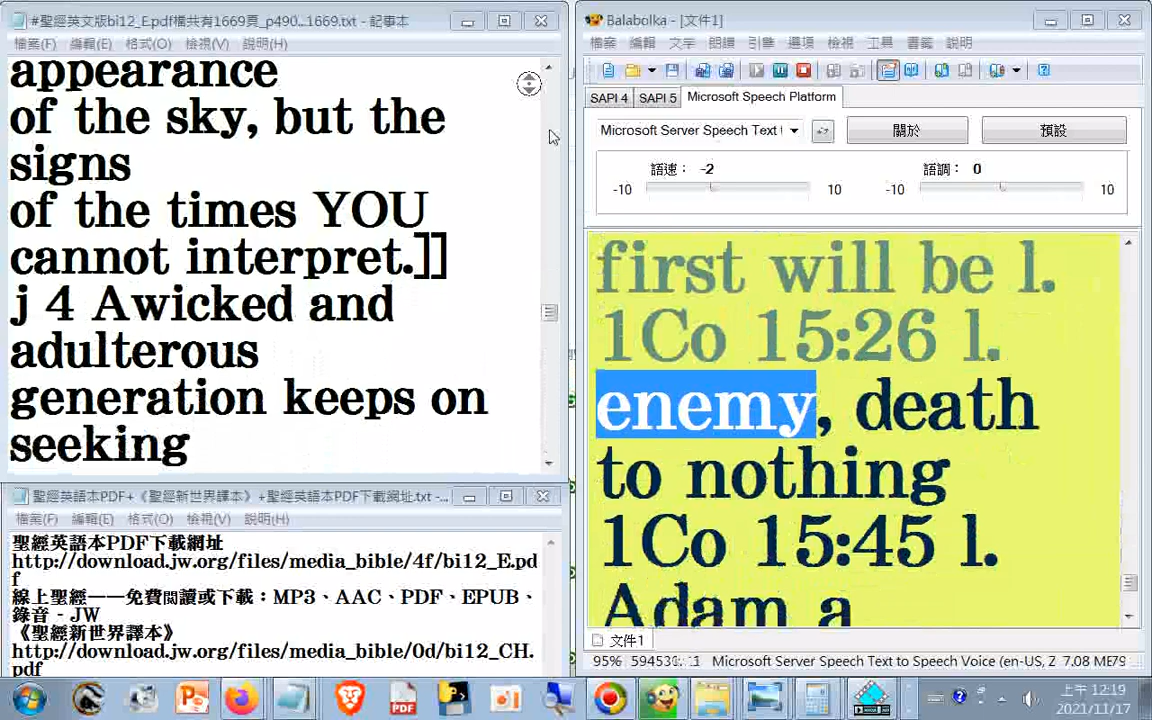 #聖經英文版bi12_E.pdf檔共有1669頁_p490...1669.txt - 記事本
檔案(F) 編輯(E) 格式(O) 檢視(V) 說明(H)
appearance
of the sky, but the
signs
of the times YOU
cannot interpret.]]
j 4 Awicked and
adulterous
generation keeps on
seeking
聖經英語本PDF+《聖經新世界譯本》+聖經英語本PDF下載網址.txt -...
檔案(F) 編輯(E) 格式(O) 檢視(V) 說明(H)
聖經英語本PDF下載網址
http://download.jw.org/files/media_bible/4f/bi12_E.pd
f
線上聖經——免費閱讀或下載：MP3、AAC、PDF、EPUB、
錄音 - JW
《聖經新世界譯本》
http://download.jw.org/files/media_bible/0d/bi12_CH.
pdf
Balabolka - [文件1]
檔案 編輯 文字 朗讀 引擎 選項 檢視 工具 書籤 說明
SAPI 4 SAPI 5 Microsoft Speech Platform
Microsoft Server Speech Text 關於 預設
語速： -2 語調： 0
-10 10 -10 10
first will be l.
1Co 15:26 l.
enemy, death
to nothing
1Co 15:45 l.
Adam a
文件1
95% Microsoft Server Speech Text to Speech Voice (en-US, Z 7.08 ME
上午 12:19
2021/11/17